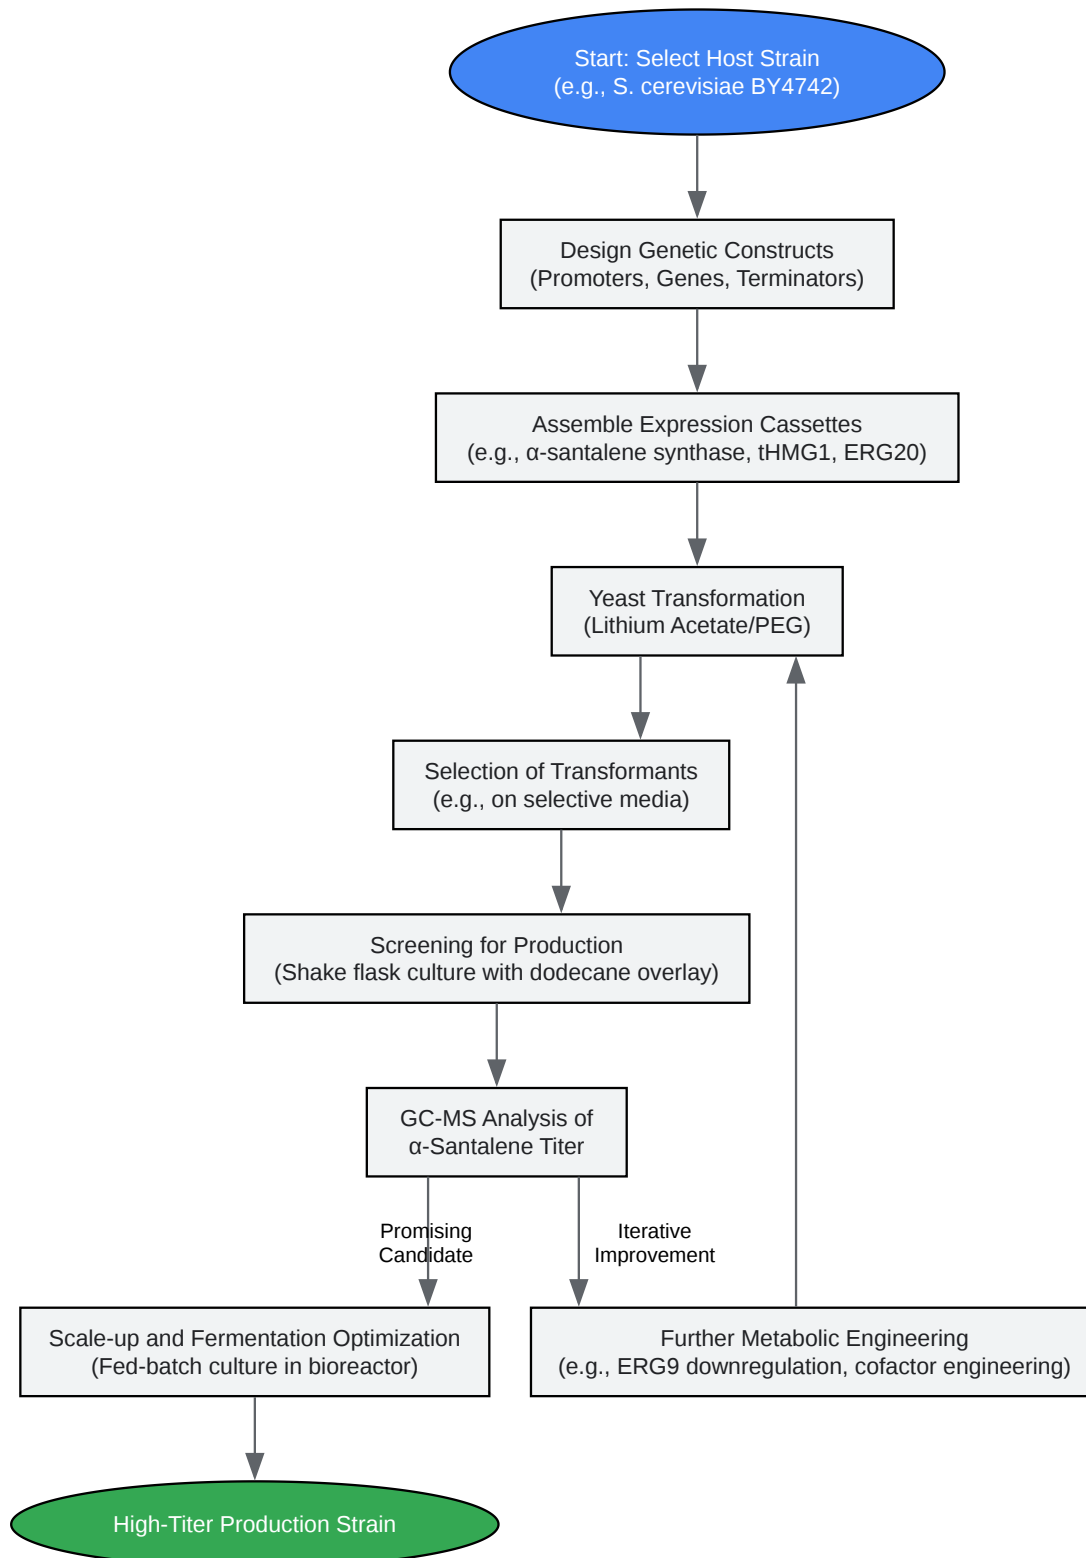 Start: Select Host Strain
(e.g., S. cerevisiae BY4742)
Design Genetic Constructs
(Promoters, Genes, Terminators)
Assemble Expression Cassettes
(e.g., α-santalene synthase, tHMG1, ERG20)
Yeast Transformation
(Lithium Acetate/PEG)
Selection of Transformants
(e.g., on selective media)
Screening for Production
(Shake flask culture with dodecane overlay)
GC-MS Analysis of
α-Santalene Titer
Promising
Candidate
Iterative
Improvement
Scale-up and Fermentation Optimization
(Fed-batch culture in bioreactor)
Further Metabolic Engineering
(e.g., ERG9 downregulation, cofactor engineering)
High-Titer Production Strain